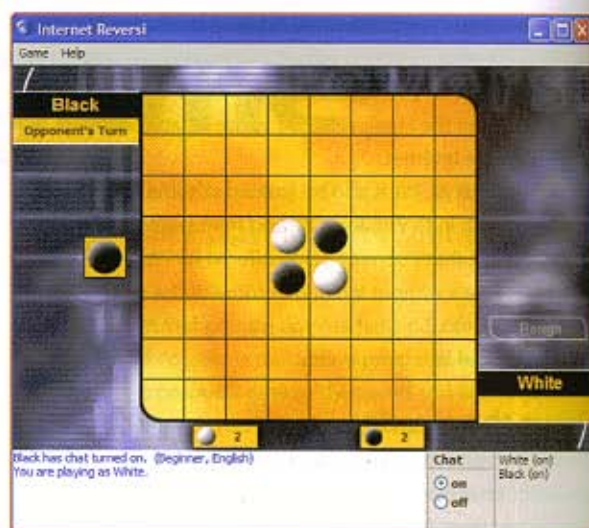 Internet Reversi
Game Help
Black
Opponent's Turn
Resign
White
2
2
Black has chat turned on. (Beginner, English)
You are playing as White.
Chat
on
off
White (on)
Black (on)